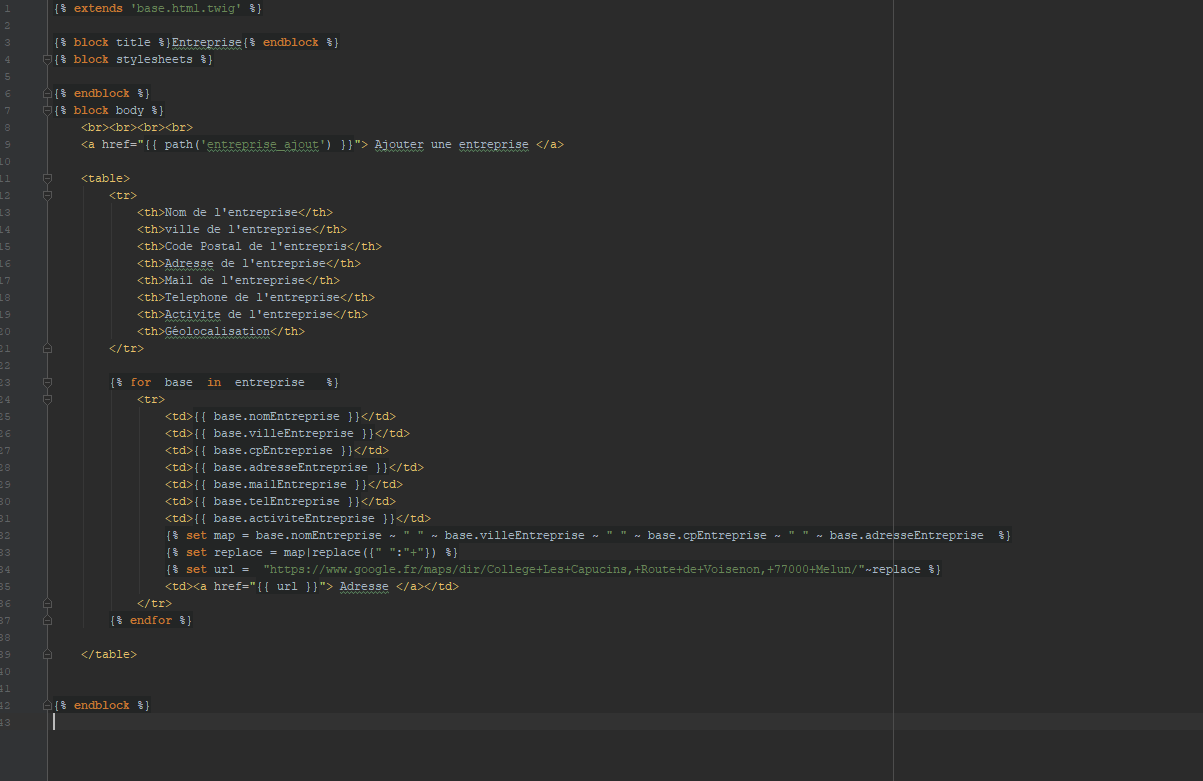 1 {% extends 'base.html.twig' %}
2
3 {% block title %}Entreprise{% endblock %}
4 {% block stylesheets %}
5
6 {% endblock %}
7 {% block body %}
8 <br><br><br><br>
9 <a href="{{ path('entreprise_ajout') }}"> Ajouter une entreprise </a>
10
11 <table>
12 <tr>
13 <th>Nom de l'entreprise</th>
14 <th>ville de l'entreprise</th>
15 <th>Code Postal de l'entrepris</th>
16 <th>Adresse de l'entreprise</th>
17 <th>Mail de l'entreprise</th>
18 <th>Telephone de l'entreprise</th>
19 <th>Activite de l'entreprise</th>
20 <th>Géolocalisation</th>
21 </tr>
22
23 {% for base in entreprise %}
24 <tr>
25 <td>{{ base.nomEntreprise }}</td>
26 <td>{{ base.villeEntreprise }}</td>
27 <td>{{ base.cpEntreprise }}</td>
28 <td>{{ base.adresseEntreprise }}</td>
29 <td>{{ base.mailEntreprise }}</td>
30 <td>{{ base.telEntreprise }}</td>
31 <td>{{ base.activiteEntreprise }}</td>
32 {% set map = base.nomEntreprise ~ " " ~ base.villeEntreprise ~ " " ~ base.cpEntreprise ~ " " ~ base.adresseEntreprise %}
33 {% set replace = map|replace({" ":"+"}) %}
34 {% set url = "https://www.google.fr/maps/dir/College+Les+Capucins,+Route+de+Voisenon,+77000+Melun/"~replace %}
35 <td><a href="{{ url }}"> Adresse </a></td>
36 </tr>
37 {% endfor %}
38
39 </table>
40
41
42 {% endblock %}
43